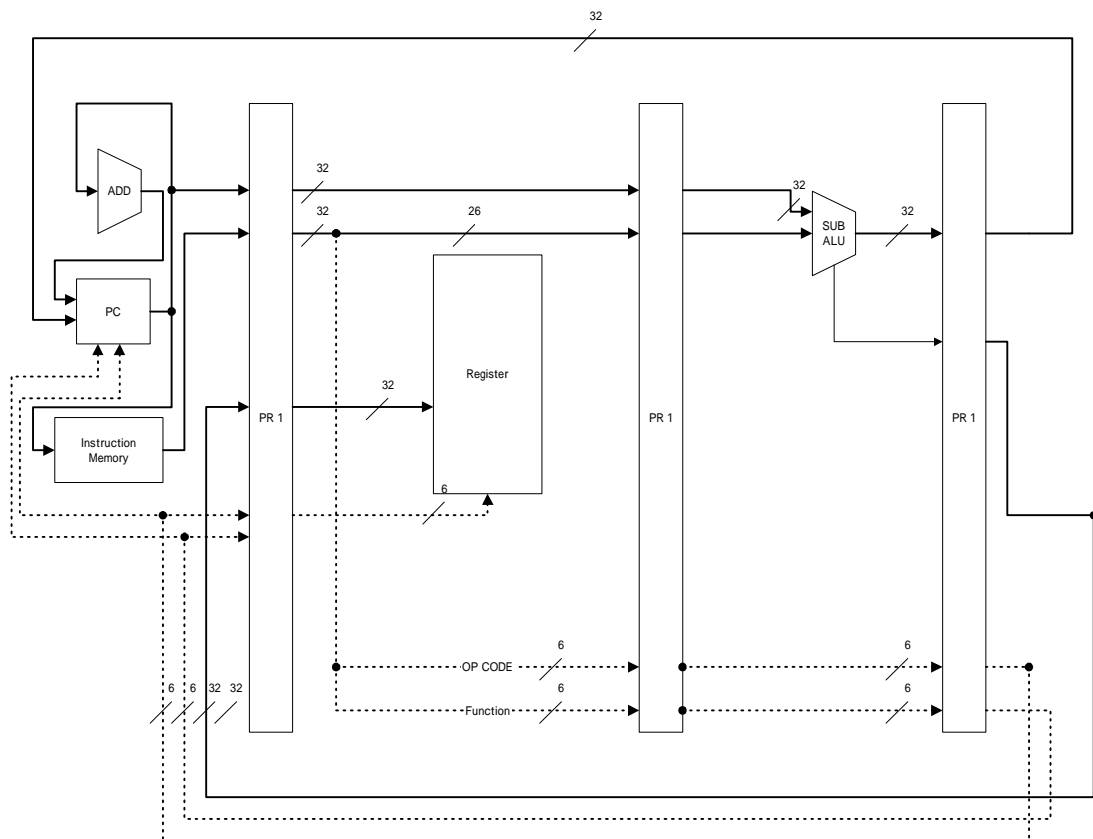 32
ADD
32
32
32
26
SUB
ALU
32
PC
Register
32
Instruction
Memory
PR 1
PR 1
PR 1
6
OP CODE
6
6
Function
6
6
6
6
32
32